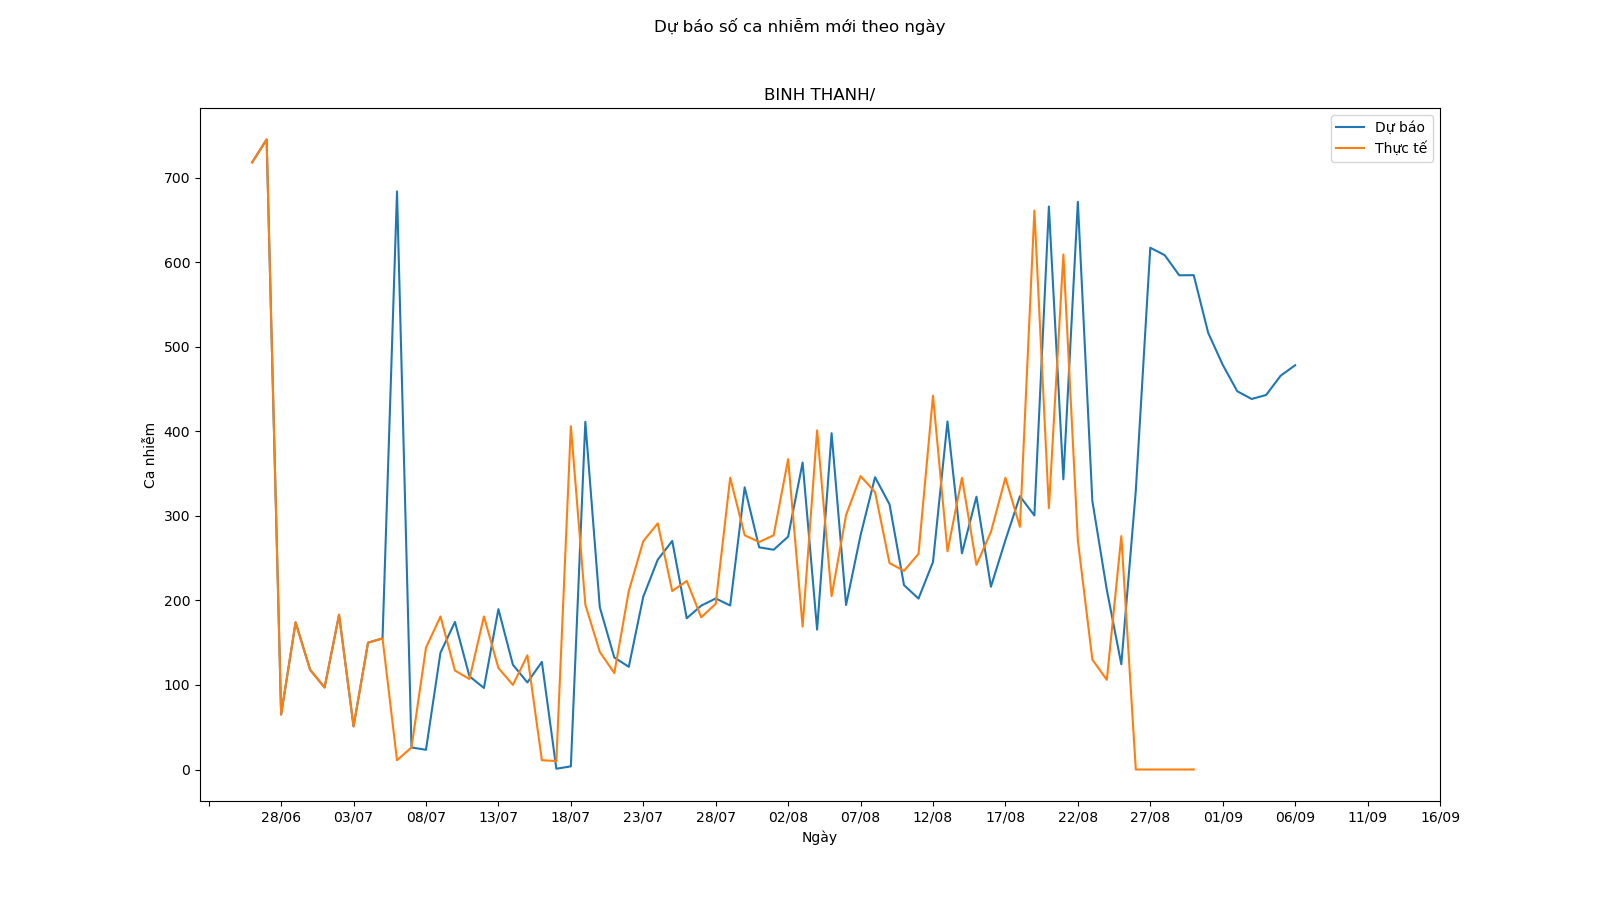 Dự báo số ca nhiễm mới theo ngày
BINH THANH/
Dự báo
Thực tế
700
600
500
400
300
200
100
0
Ca nhiễm
28/06 03/07 08/07 13/07 18/07 23/07 28/07 02/08 07/08 12/08 17/08 22/08 27/08 01/09 06/09 11/09 16/09
Ngày